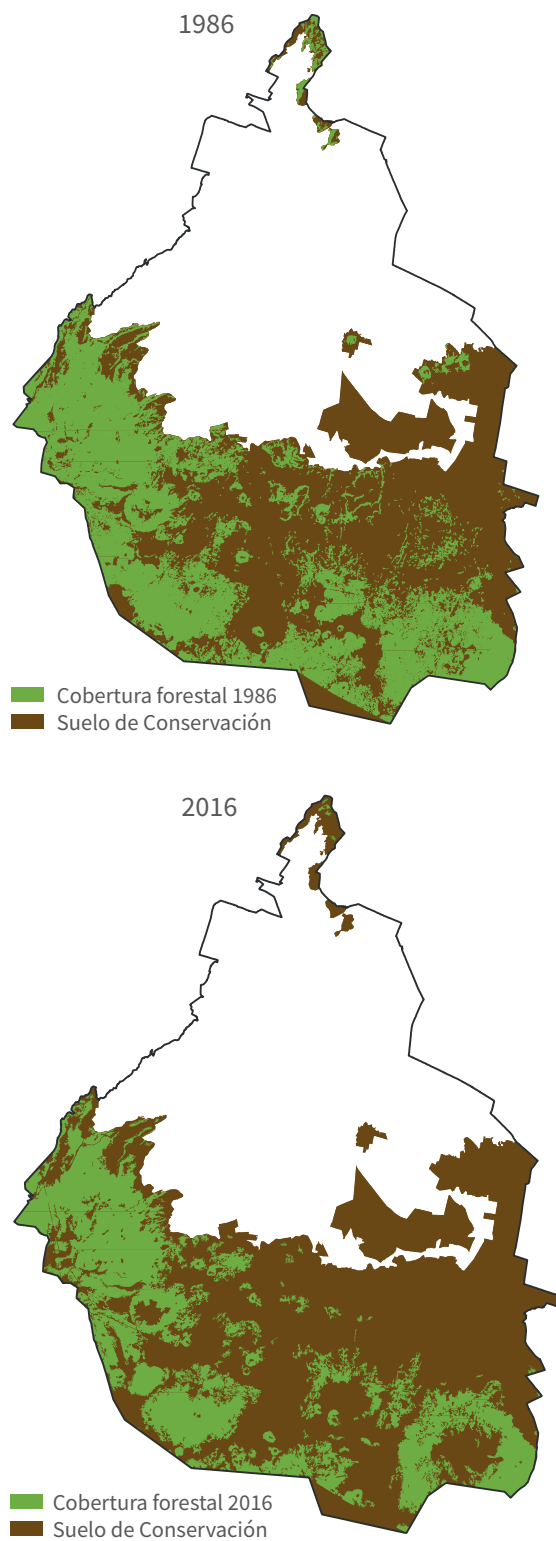 1986
Cobertura forestal 1986
Suelo de Conservación
2016
Cobertura forestal 2016
Suelo de Conservación